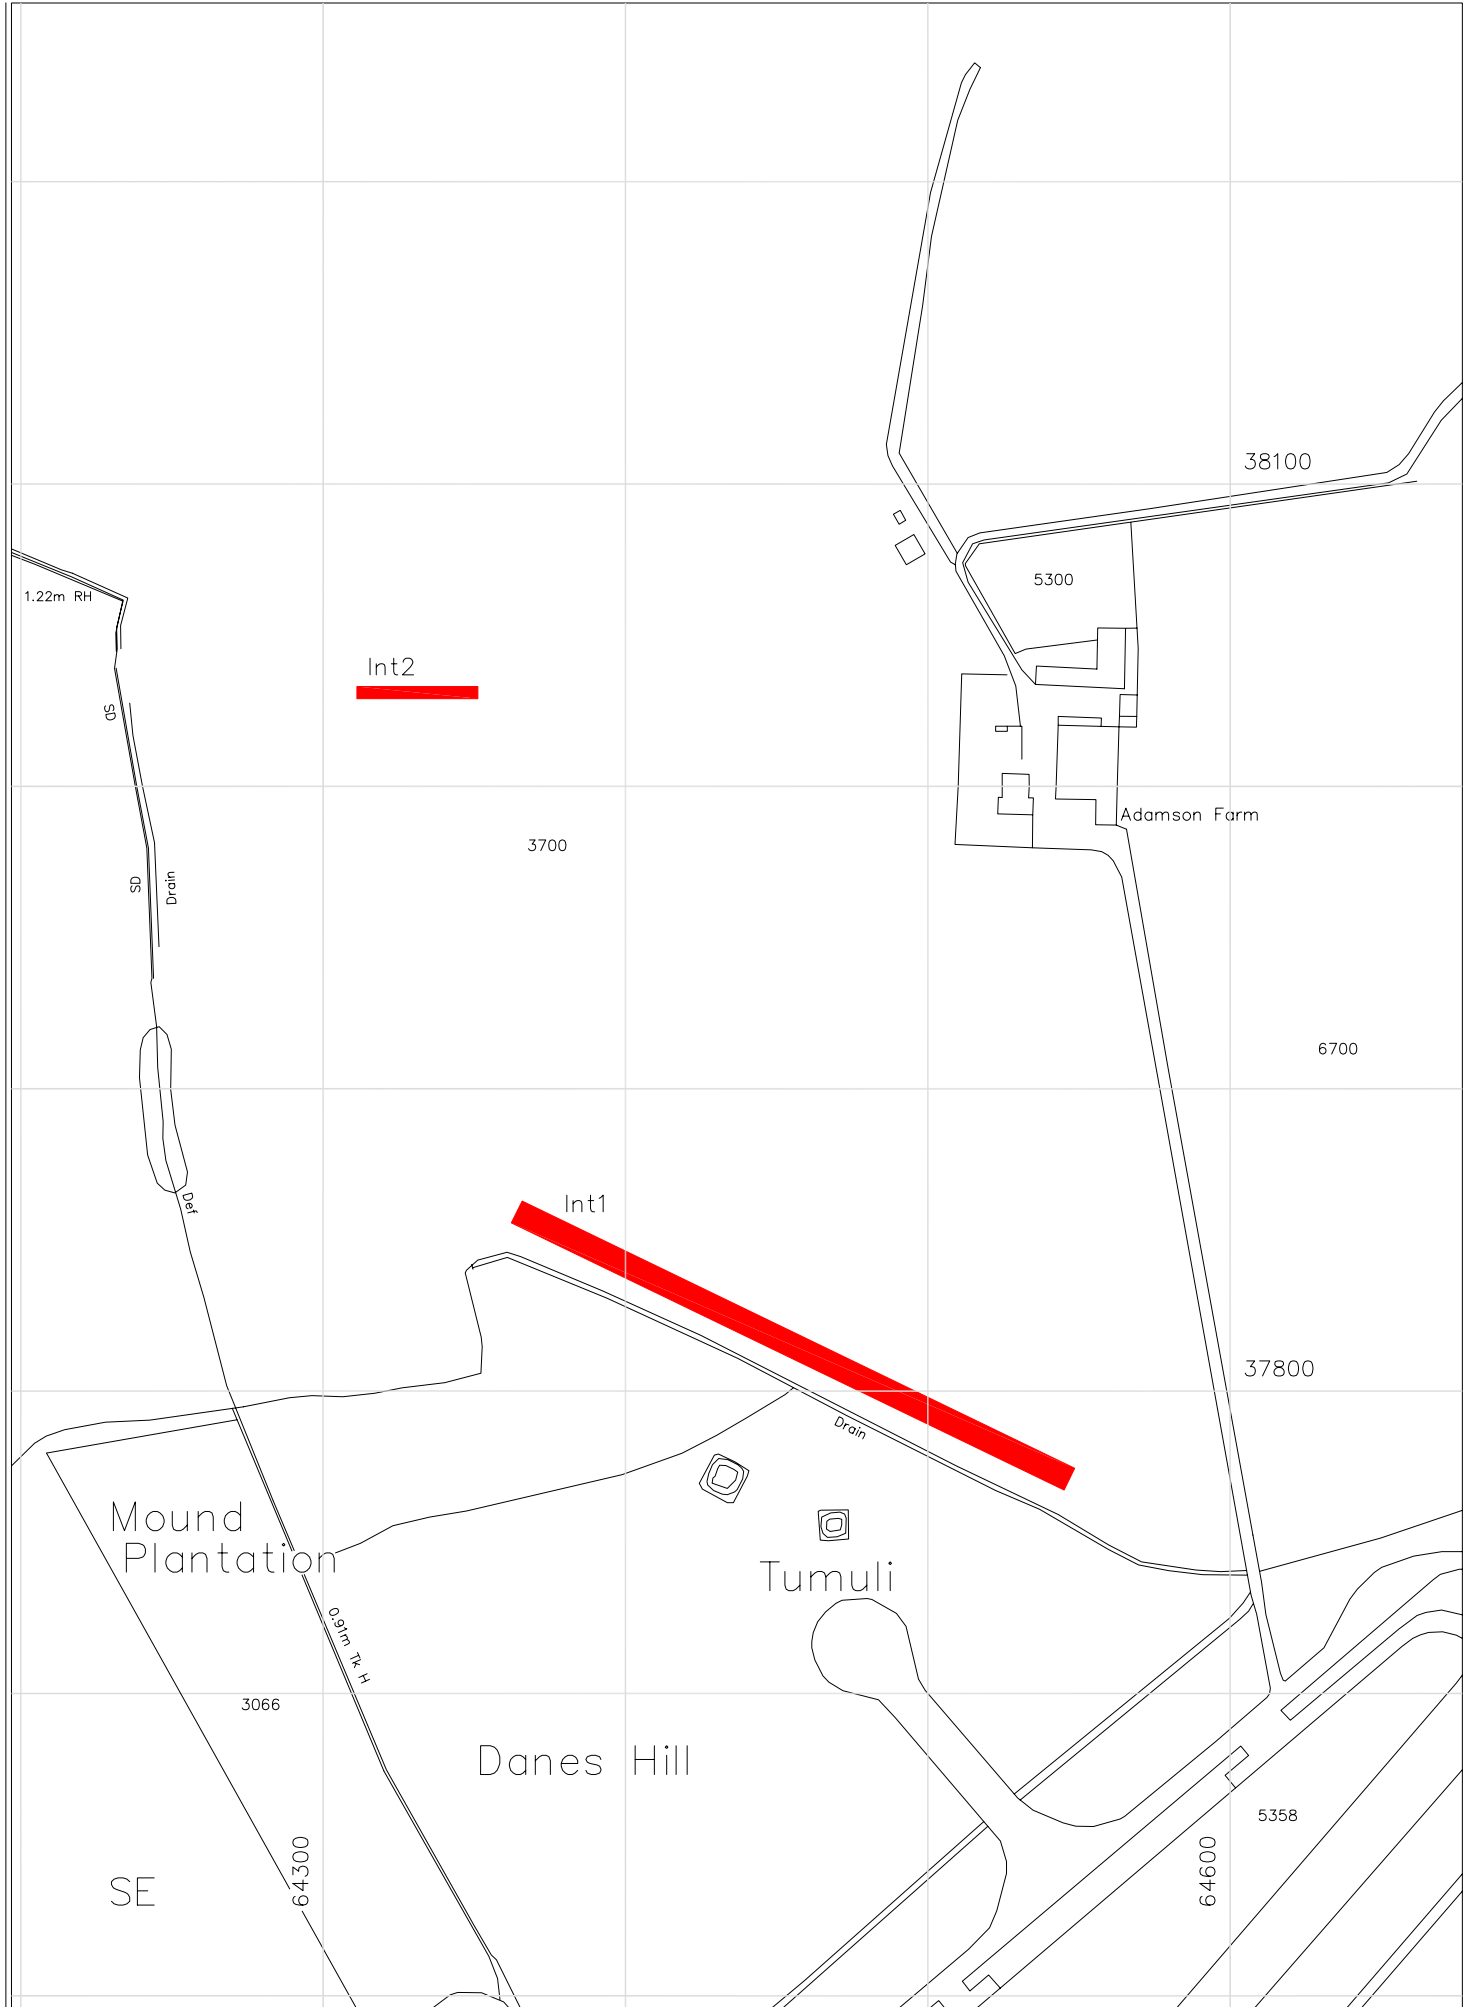 38100
5300
1.22m RH
Int2
SD
Adamson Farm
3700
SD
Drain
6700
Def
Int1
37800
Drain
Mound
Plantation
Tumuli
0.91m Tk H
3066
Danes Hill
5358
64300
64600
SE